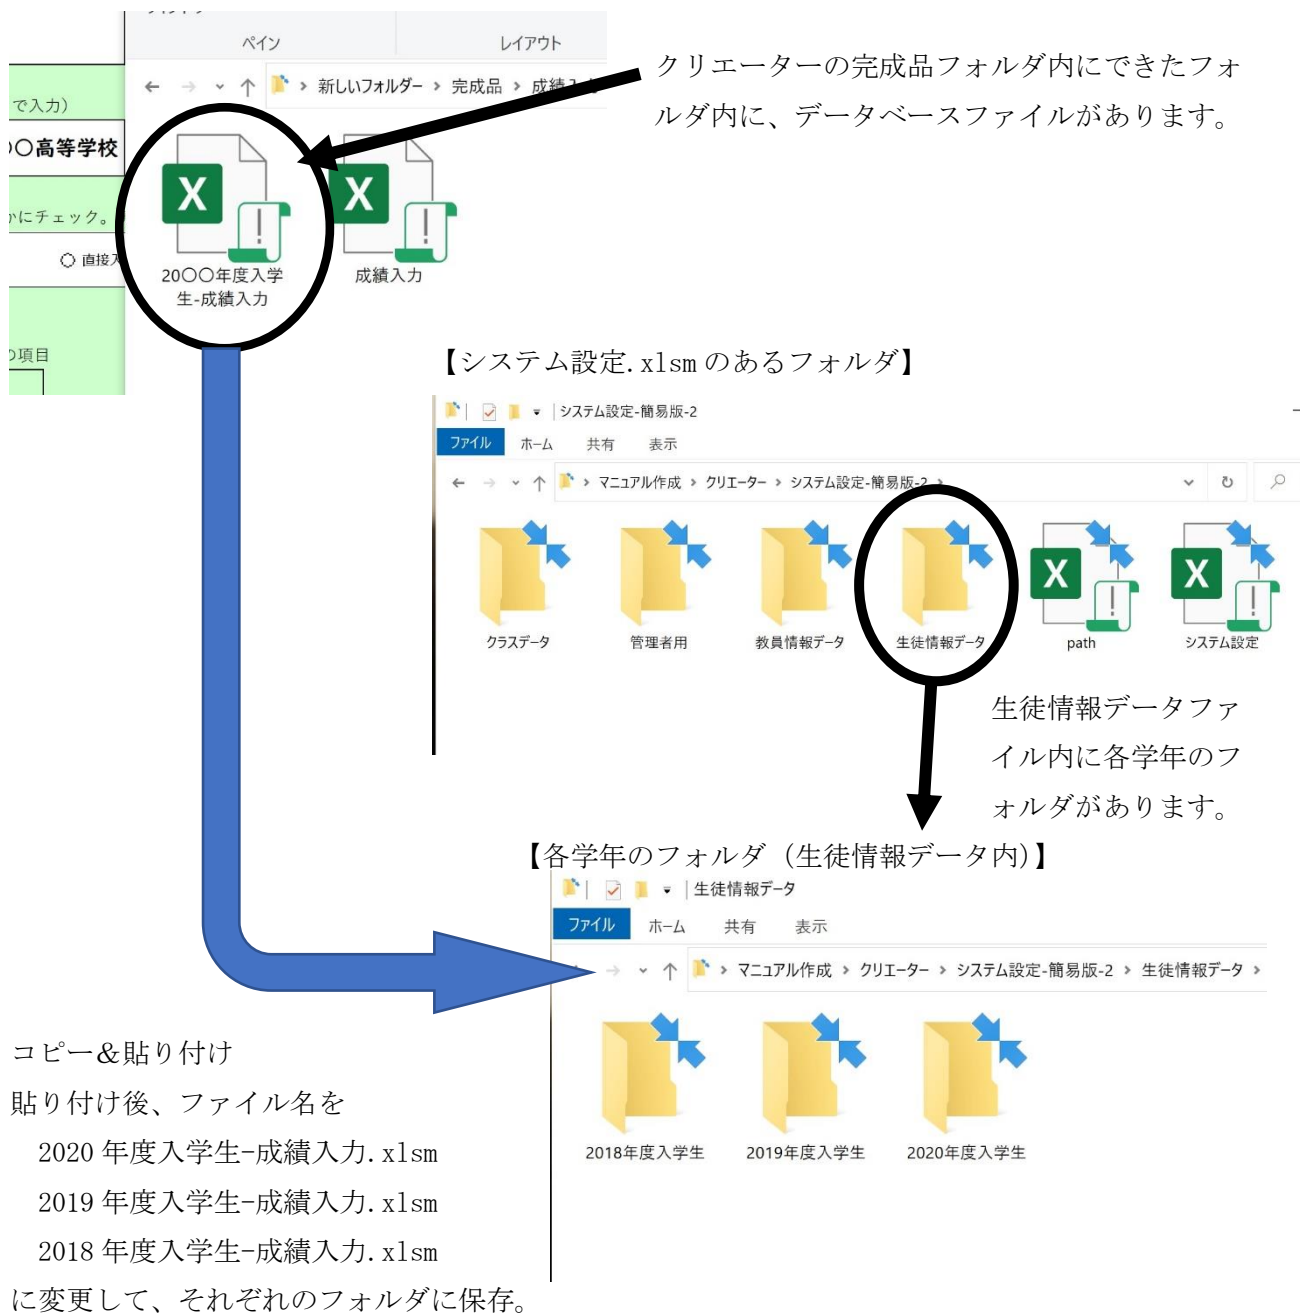 ペイン
レイアウト
新しいフォルダー > 完成品 > 成績
クリエーターの完成品フォルダ内にできたフォ
ルダ内に、データベースファイルがあります。
で入力)
○高等学校
かにチェック。
直接
の項目
20〇〇年度入学
生-成績入力
成績入力
【システム設定.xlsmのあるフォルダ】
システム設定-簡易版-2
ファイル ホーム 共有 表示
マニュアル作成 > クリエーター > システム設定-簡易版-2 >
クラスデータ
管理者用
教員情報データ
生徒情報データ
path
システム設定
生徒情報データファ
イル内に各学年のフ
ォルダがあります。
【各学年のフォルダ(生徒情報データ内)】
生徒情報データ
ファイル ホーム 共有 表示
マニュアル作成 > クリエーター > システム設定-簡易版-2 > 生徒情報データ >
2018年度入学生
2019年度入学生
2020年度入学生
コピー&貼り付け
貼り付け後、ファイル名を
2020年度入学生-成績入力.xlsm
2019年度入学生-成績入力.xlsm
2018年度入学生-成績入力.xlsm
に変更して、それぞれのフォルダに保存。